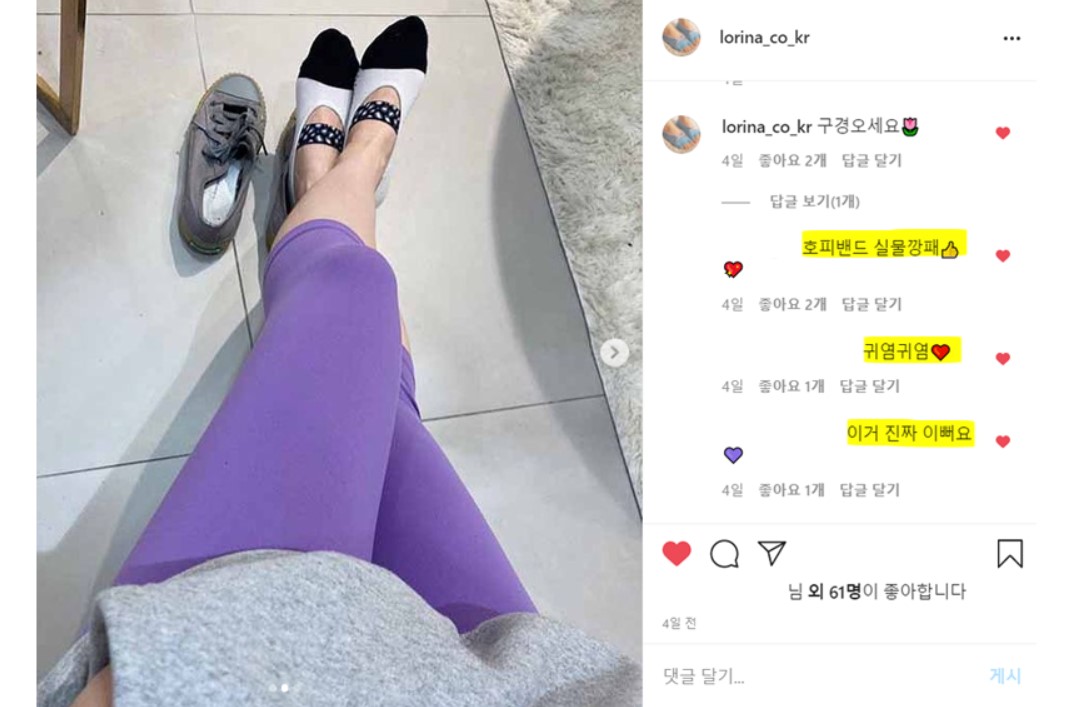 lorina_co_kr
lorina_co_kr 구경오세요🌷
4일 좋아요 2개 답글 달기
답글 보기(1개)
호피밴드 실물깡패👍
💘
4일 좋아요 2개 답글 달기
귀염귀염❤️
4일 좋아요 1개 답글 달기
이거 진짜 이뻐요
💜
4일 좋아요 1개 답글 달기
님 외 61명이 좋아합니다
4일 전
댓글 달기...
게시